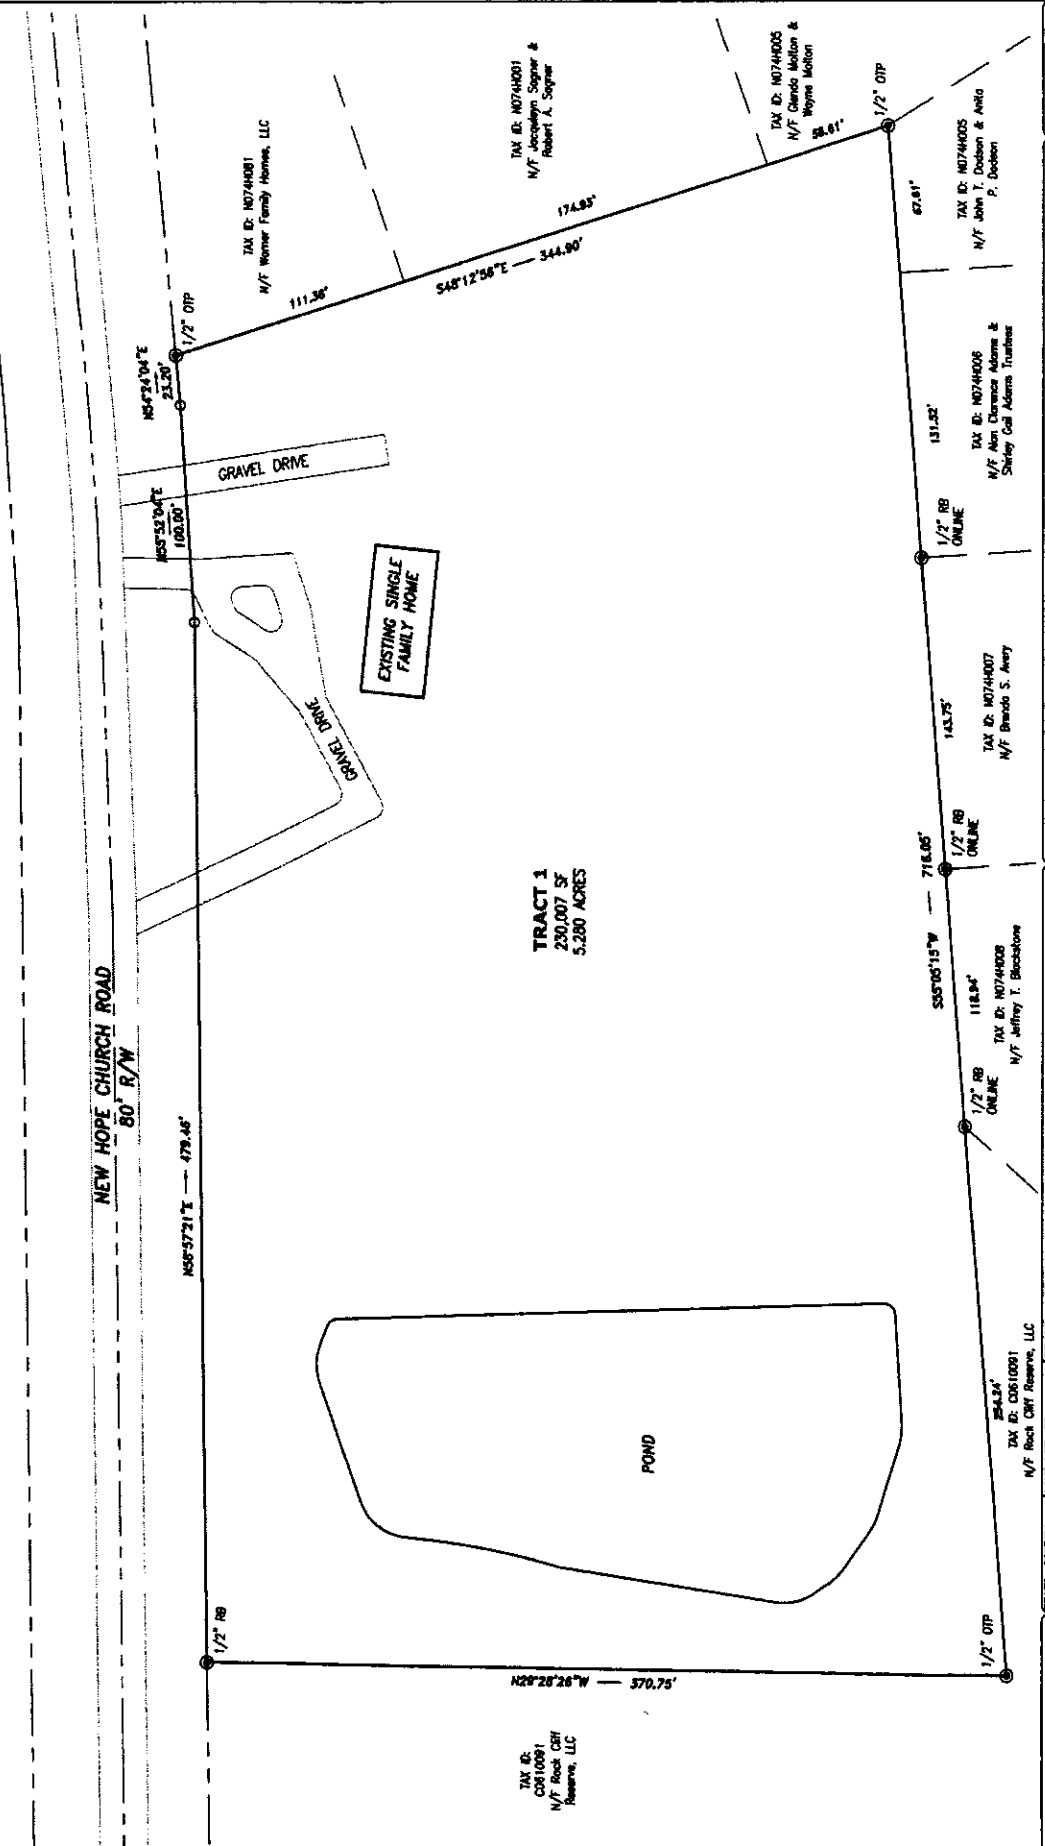 NEW HOPE CHURCH ROAD
80' R/W
N58°57'21"E — 479.46'
N55°52'04"E
100.00'
N54°24'04"E
23.20'
1/2" OTP
TAX ID: N074H081
111.36'
S48°12'56"E — 344.90'
174.93'
TAX ID: N074H001
N/F Jacquelyn Sagner &
Robert A. Sagner
TAX ID: N074H005
N/F Glenda Molton &
Wayne Molton
58.61'
1/2" OTP
GRAVEL DRIVE
GRAVEL DRIVE
EXISTING SINGLE
FAMILY HOME
TRACT 1
230,007 SF
5.280 ACRES
POND
1/2" RB
N29°28'26"W — 370.75'
TAX ID:
C0610091
N/F Rock Cliff
Reserve, LLC
1/2" OTP
254.24'
TAX ID: C0610091
N/F Rock Cliff Reserve, LLC
1/2" RB
ONLINE
118.94'
TAX ID: N074H008
N/F Jeffrey T. Blackstone
S55°05'15"W — 716.05'
1/2" RB
ONLINE
143.75'
TAX ID: N074H007
N/F Brenda S. Avery
1/2" RB
ONLINE
131.52'
TAX ID: N074H006
N/F Alan Clarence Adams &
Shirley Gail Adams Trustees
67.61'
TAX ID: N074H005
N/F John T. Dodson & Anita
P. Dodson